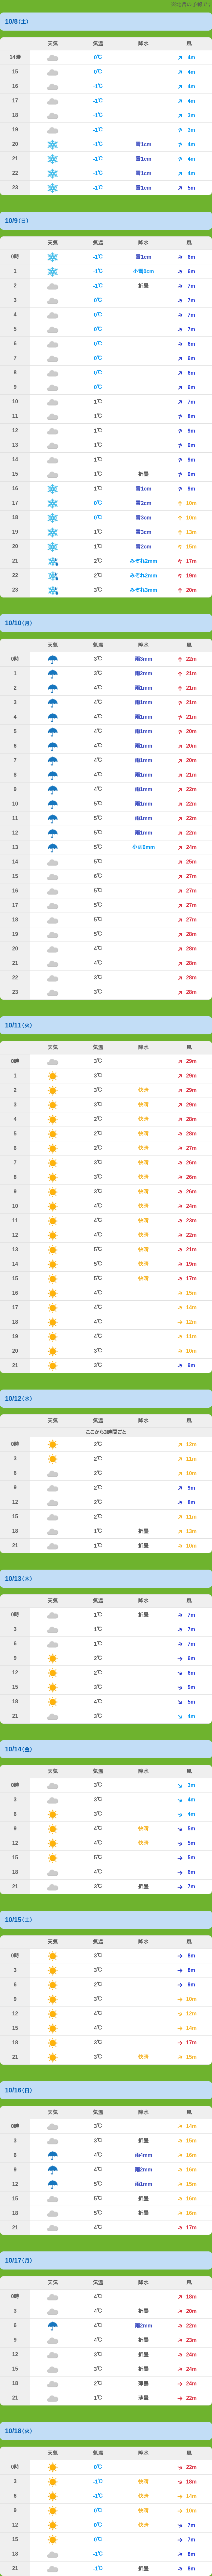 10/8(土)
天気 気温 降水 風
14時 0℃ 4m
15 0℃ 4m
16 -1℃ 4m
17 -1℃ 4m
18 -1℃ 3m
19 -1℃ 3m
20 -1℃ 雪1cm 4m
21 -1℃ 雪1cm 4m
22 -1℃ 雪1cm 4m
23 -1℃ 雪1cm 5m
10/9(日)
天気 気温 降水 風
0時 -1℃ 雪1cm 6m
1 -1℃ 小雪0cm 6m
2 -1℃ 折曇 7m
3 0℃ 7m
4 0℃ 7m
5 0℃ 7m
6 0℃ 7m
7 0℃ 6m
8 0℃ 6m
9 0℃ 6m
10 1℃ 7m
11 1℃ 8m
12 1℃ 9m
13 1℃ 9m
14 1℃ 9m
15 1℃ 折曇 9m
16 1℃ 雪1cm 9m
17 0℃ 雪2cm 10m
18 0℃ 雪3cm 10m
19 1℃ 雪3cm 13m
20 1℃ 雪2cm 15m
21 2℃ みぞれ2mm 17m
22 2℃ みぞれ2mm 19m
23 3℃ みぞれ3mm 20m
10/10(月)
天気 気温 降水 風
0時 3℃ 雨3mm 22m
1 3℃ 雨2mm 21m
2 4℃ 雨1mm 21m
3 4℃ 雨1mm 21m
4 4℃ 雨1mm 21m
5 4℃ 雨1mm 20m
6 4℃ 雨1mm 20m
7 4℃ 雨1mm 20m
8 4℃ 雨1mm 21m
9 4℃ 雨1mm 22m
10 5℃ 雨1mm 22m
11 5℃ 雨1mm 22m
12 5℃ 雨1mm 22m
13 5℃ 小雨0mm 24m
14 5℃ 25m
15 6℃ 27m
16 5℃ 27m
17 5℃ 27m
18 5℃ 27m
19 5℃ 28m
20 4℃ 28m
21 4℃ 28m
22 3℃ 28m
23 3℃ 28m
10/11(火)
天気 気温 降水 風
0時 3℃ 29m
1 3℃ 29m
2 3℃ 快晴 29m
3 3℃ 快晴 29m
4 2℃ 快晴 28m
5 2℃ 快晴 28m
6 2℃ 快晴 27m
7 3℃ 快晴 26m
8 3℃ 快晴 26m
9 3℃ 快晴 26m
10 4℃ 快晴 24m
11 4℃ 快晴 23m
12 4℃ 快晴 22m
13 5℃ 快晴 21m
14 5℃ 快晴 19m
15 5℃ 快晴 17m
16 4℃ 15m
17 4℃ 14m
18 4℃ 12m
19 4℃ 11m
20 3℃ 10m
21 3℃ 9m
10/12(水)
天気 気温 降水 風
ここから3時間ごと
0時 2℃ 12m
3 2℃ 11m
6 2℃ 10m
9 2℃ 9m
12 2℃ 8m
15 2℃ 11m
18 1℃ 折曇 13m
21 1℃ 折曇 10m
10/13(木)
天気 気温 降水 風
0時 1℃ 折曇 7m
3 1℃ 7m
6 1℃ 7m
9 2℃ 6m
12 2℃ 6m
15 3℃ 5m
18 4℃ 5m
21 3℃ 4m
10/14(金)
天気 気温 降水 風
0時 3℃ 3m
3 3℃ 4m
6 3℃ 4m
9 4℃ 快晴 5m
12 4℃ 快晴 5m
15 5℃ 5m
18 4℃ 6m
21 3℃ 折曇 7m
10/15(土)
天気 気温 降水 風
0時 3℃ 8m
3 3℃ 8m
6 2℃ 9m
9 3℃ 10m
12 4℃ 12m
15 4℃ 14m
18 3℃ 17m
21 3℃ 快晴 15m
10/16(日)
天気 気温 降水 風
0時 3℃ 14m
3 3℃ 折曇 15m
6 4℃ 雨4mm 16m
9 4℃ 雨2mm 16m
12 5℃ 雨1mm 15m
15 5℃ 折曇 16m
18 5℃ 折曇 16m
21 4℃ 17m
10/17(月)
天気 気温 降水 風
0時 4℃ 18m
3 4℃ 折曇 20m
6 4℃ 雨2mm 22m
9 4℃ 折曇 23m
12 3℃ 折曇 24m
15 3℃ 折曇 24m
18 2℃ 薄曇 24m
21 1℃ 薄曇 22m
10/18(火)
天気 気温 降水 風
0時 0℃ 22m
3 -1℃ 快晴 18m
6 -1℃ 快晴 14m
9 0℃ 快晴 10m
12 0℃ 快晴 7m
15 0℃ 7m
18 -1℃ 8m
21 -1℃ 折曇 8m